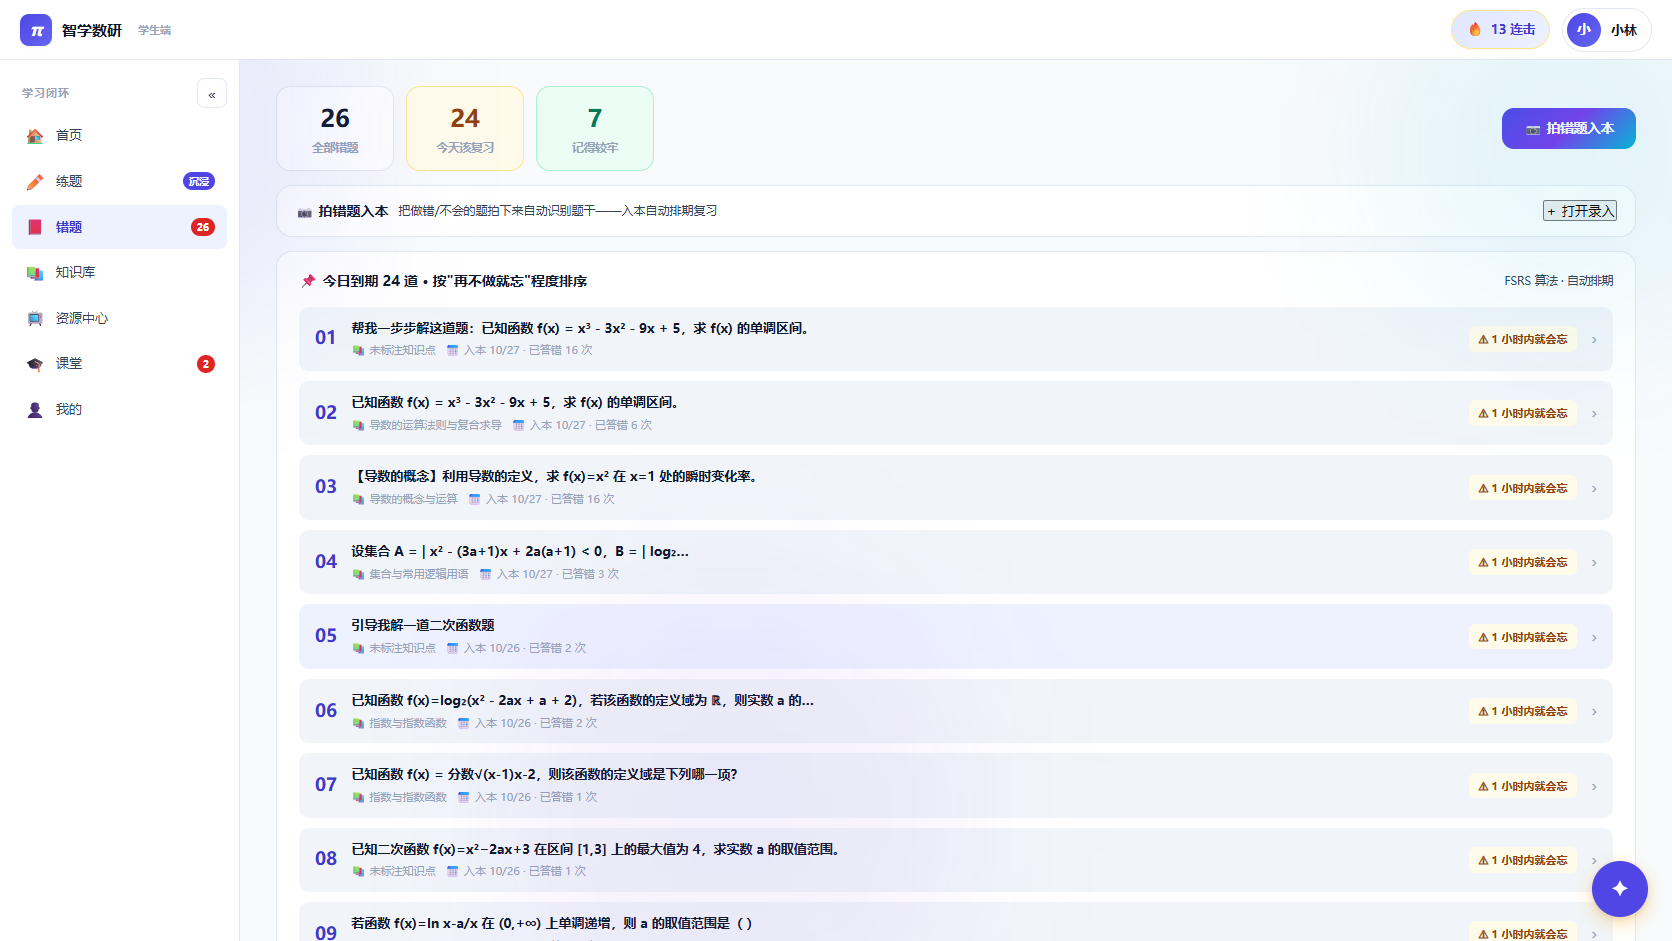 π 智学数研 学生端
🔥 13 连击
小 小林
学习闭环 «
首页
练题 沉浸
错题 26
知识库
资源中心
课堂 2
我的
26
全部错题
24
今天该复习
7
记得较牢
📷 拍错题入本
📷 拍错题入本 把做错/不会的题拍下来自动识别题干——入本自动排期复习
+ 打开录入
📌 今日到期 24 道 • 按"再不做就忘"程度排序
FSRS 算法 · 自动排期
01 帮我一步步解这道题：已知函数 f(x) = x³ - 3x² - 9x + 5，求 f(x) 的单调区间。
未标注知识点 入本 10/27 · 已答错 16 次
⚠ 1 小时内就会忘 ›
02 已知函数 f(x) = x³ - 3x² - 9x + 5，求 f(x) 的单调区间。
导数的运算法则与复合求导 入本 10/27 · 已答错 6 次
⚠ 1 小时内就会忘 ›
03 【导数的概念】利用导数的定义，求 f(x)=x² 在 x=1 处的瞬时变化率。
导数的概念与运算 入本 10/27 · 已答错 16 次
⚠ 1 小时内就会忘 ›
04 设集合 A = | x² - (3a+1)x + 2a(a+1) < 0，B = | log₂...
集合与常用逻辑用语 入本 10/27 · 已答错 3 次
⚠ 1 小时内就会忘 ›
05 引导我解一道二次函数题
未标注知识点 入本 10/26 · 已答错 2 次
⚠ 1 小时内就会忘 ›
06 已知函数 f(x)=log₂(x² - 2ax + a + 2)，若该函数的定义域为 ℝ，则实数 a 的...
指数与指数函数 入本 10/26 · 已答错 2 次
⚠ 1 小时内就会忘 ›
07 已知函数 f(x) = 分数√(x-1)x-2，则该函数的定义域是下列哪一项？
指数与指数函数 入本 10/26 · 已答错 1 次
⚠ 1 小时内就会忘 ›
08 已知二次函数 f(x)=x²−2ax+3 在区间 [1,3] 上的最大值为 4，求实数 a 的取值范围。
未标注知识点 入本 10/26 · 已答错 1 次
⚠ 1 小时内就会忘 ›
09 若函数 f(x)=ln x-a/x 在 (0,+∞) 上单调递增，则 a 的取值范围是（ ）
⚠ 1 小时内就会忘 ›